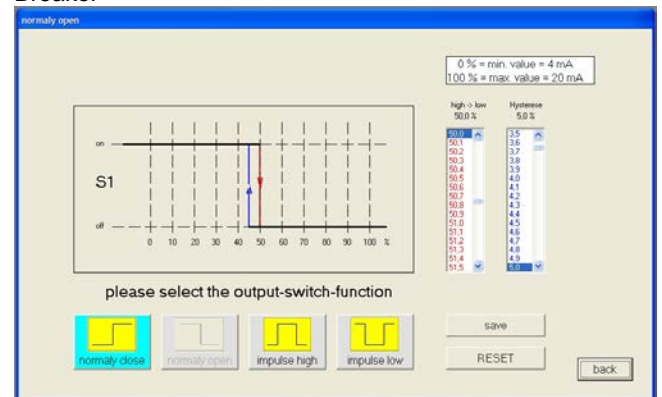 Breaker
normaly open
0 % = min. value = 4 mA
100 % = max. value = 20 mA
high -> low Hysterese
50,0 % 5,0 %
50,0 3,5
50,1 3,6
50,2 3,7
50,3 3,8
50,4 3,9
50,5 4,0
50,6 4,1
50,7 4,2
50,8 4,3
50,9 4,4
51,0 4,5
51,1 4,6
51,2 4,7
51,3 4,8
51,4 4,9
51,5 5,0
on
S1
off
0 10 20 30 40 50 60 70 80 90 100 %
please select the output-switch-function
normaly close normaly open impulse high impulse low
save
RESET
back